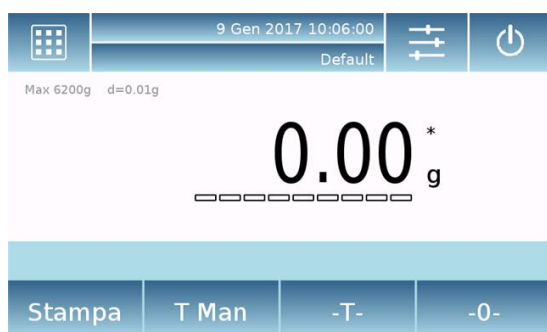 9 Gen 2017 10:06:00
Default
Max 6200g d=0.01g
0.00 * g
Stampa T Man -T- -0-